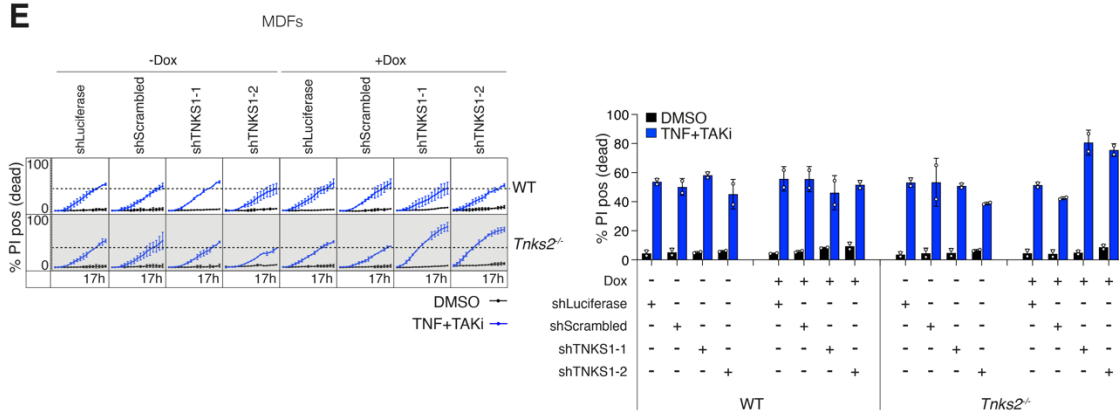 E
MDFs
-Dox +Dox
shLuciferase shScrambled shTNKS1-1 shTNKS1-2 shLuciferase shScrambled shTNKS1-1 shTNKS1-2
% PI pos (dead)
100
0
WT
100
0
Tnks2-/-
17h 17h 17h 17h 17h 17h 17h 17h
DMSO
TNF+TAKi
DMSO
TNF+TAKi
% PI pos (dead)
100
80
60
40
20
0
Dox - - - - + + + + - - - - + + + +
shLuciferase + - - - + - - - + - - - + - - -
shScrambled - + - - - + - - - + - - - + - -
shTNKS1-1 - - + - - - + - - - + - - - + -
shTNKS1-2 - - - + - - - + - - - + - - - +
WT Tnks2-/-